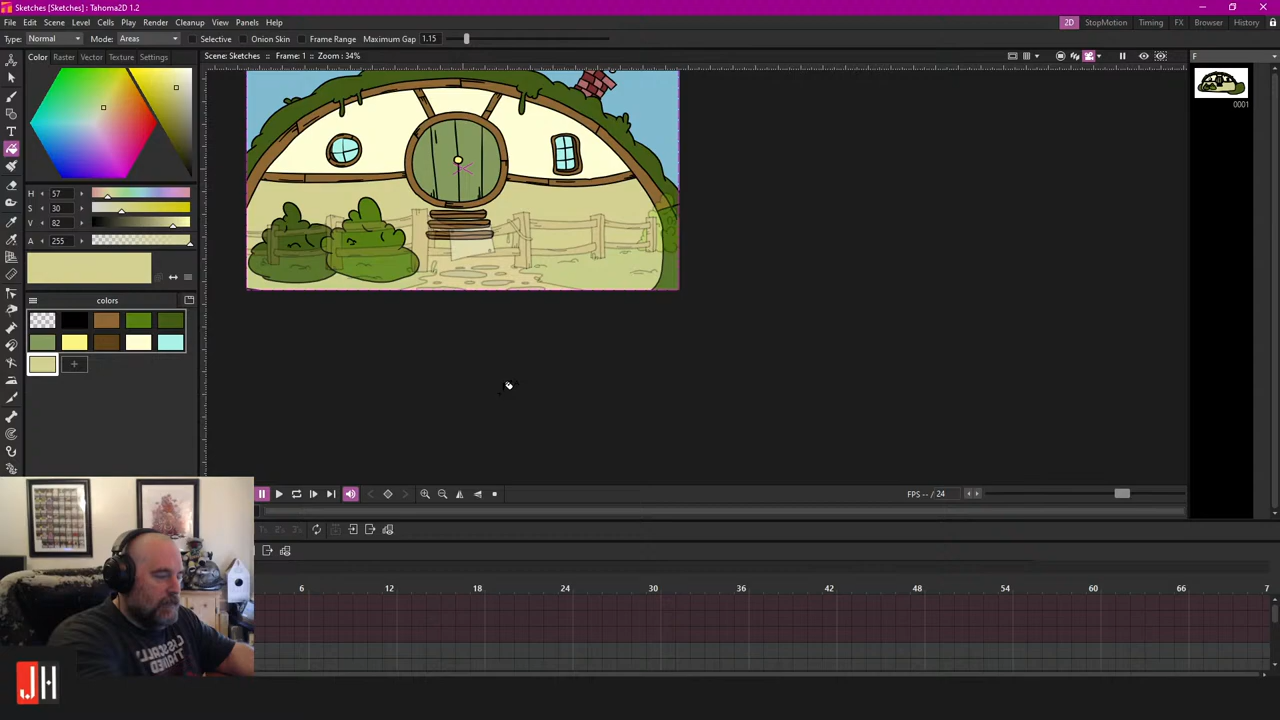 Sketches [Sketches] : Tahoma2D 1.2
File Edit Scene Level Cells Play Render Cleanup View Panels Help
2D StopMotion Timing FX Browser History
Type: Normal Mode: Areas Selective Onion Skin Frame Range Maximum Gap 1.15
Color Raster Vector Texture Settings
Scene: Sketches :: Frame: 1 :: Zoom : 34%
F
0001
H 57
S 30
V 82
A 255
colors
FPS -- / 24
6 12 18 24 30 36 42 48 54 60 66 7
JH